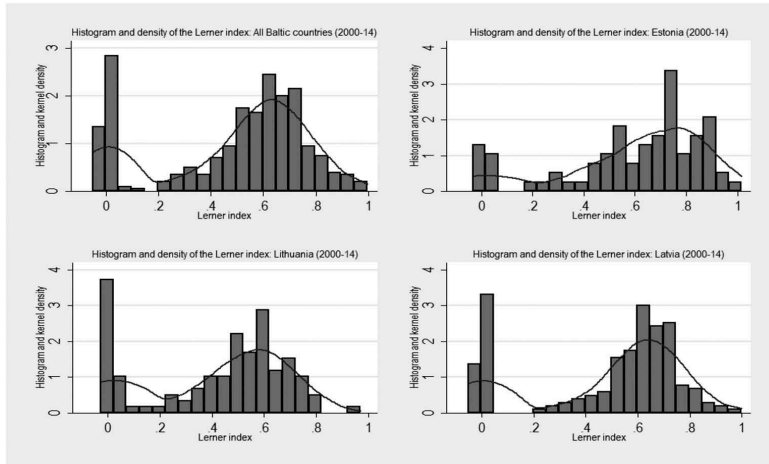 Histogram and density of the Lerner index: All Baltic countries (2000-14)
Histogram and kernel density
0 1 2 3
0 .2 .4 .6 .8 1
Lerner index
Histogram and density of the Lerner index: Estonia (2000-14)
Histogram and kernel density
0 1 2 3 4
0 .2 .4 .6 .8 1
Lerner index
Histogram and density of the Lerner index: Lithuania (2000-14)
Histogram and kernel density
0 1 2 3 4
0 .2 .4 .6 .8 1
Lerner index
Histogram and density of the Lerner index: Latvia (2000-14)
Histogram and kernel density
0 1 2 3 4
0 .2 .4 .6 .8 1
Lerner index